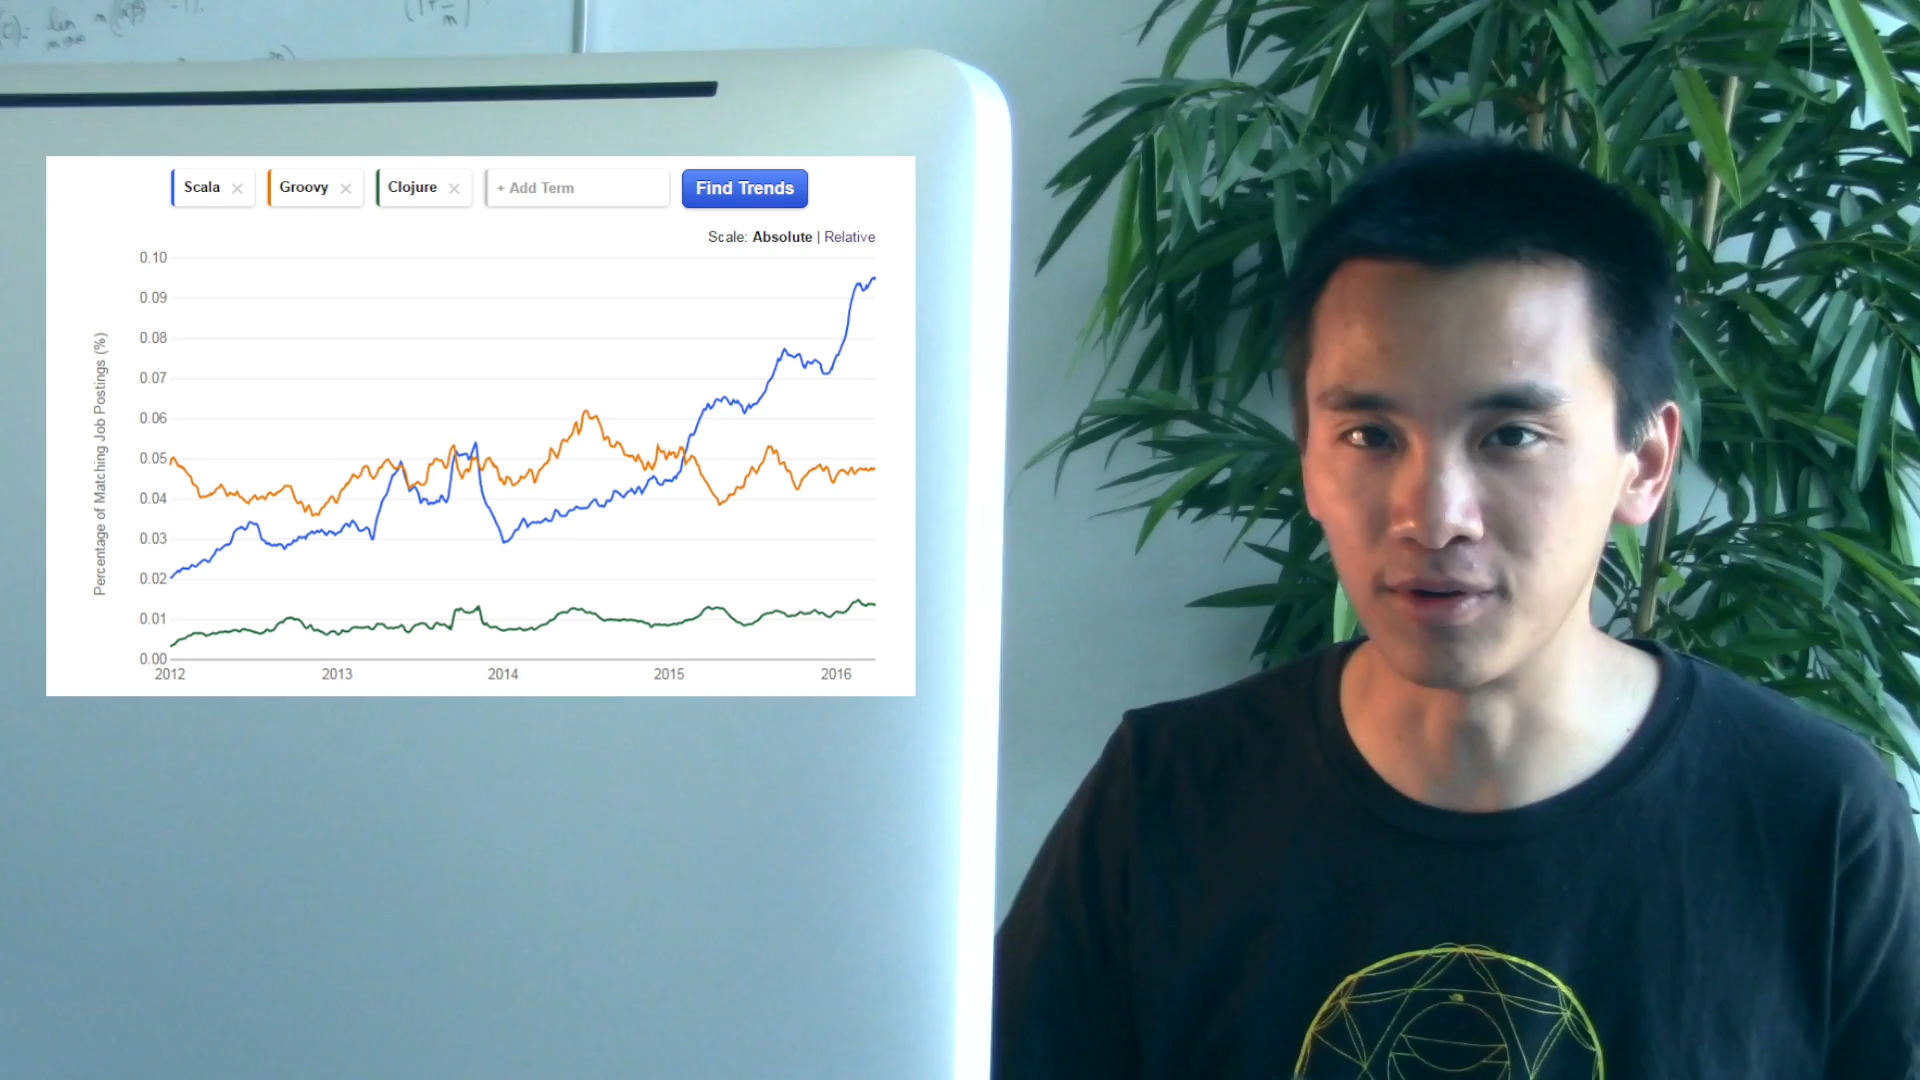 lim
Scala × Groovy × Clojure × + Add Term Find Trends
Scale: Absolute | Relative
Percentage of Matching Job Postings (%)
0.10
0.09
0.08
0.07
0.06
0.05
0.04
0.03
0.02
0.01
0.00
2012 2013 2014 2015 2016